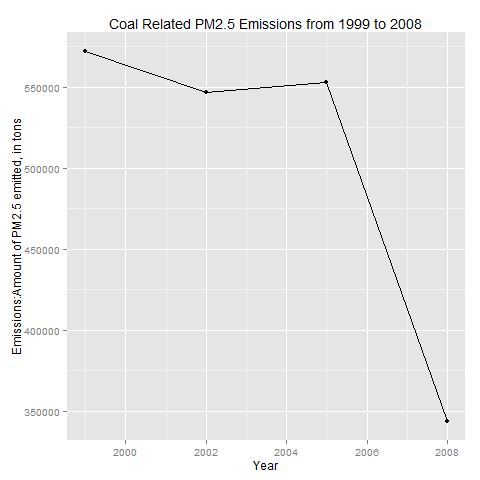 Coal Related PM2.5 Emissions from 1999 to 2008
Emissions:Amount of PM2.5 emitted, in tons
550000
500000
450000
400000
350000
2000 2002 2004 2006 2008
Year